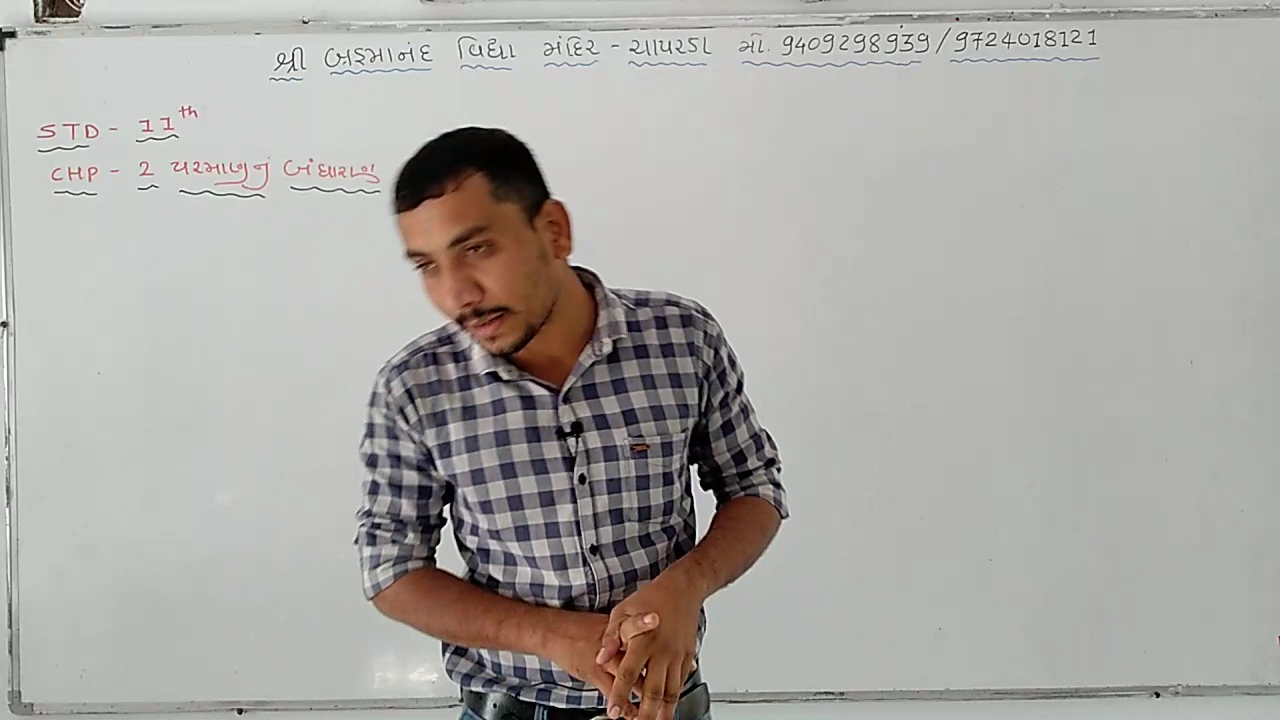 શ્રી બ્રહ્માનંદ વિદ્યા મંદિર - ચાપરડા મો. 9409298939 / 9724018121
STD - 11th
CHP - 2 પરમાણુનું બંધારણ